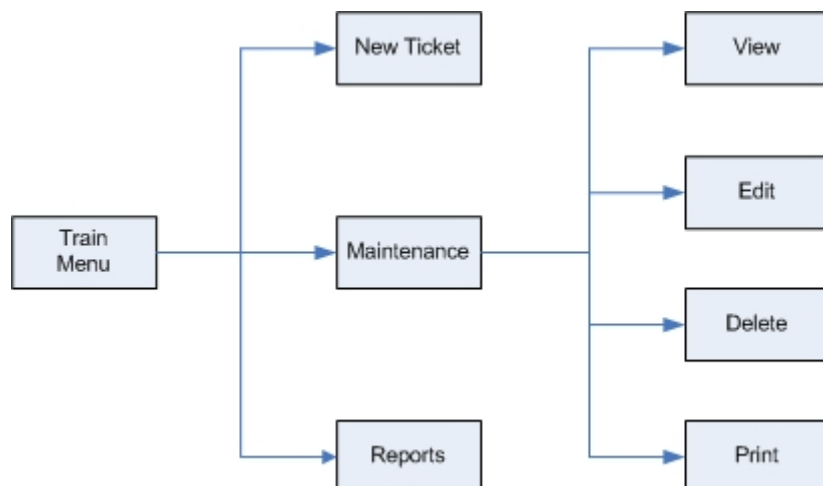 New Ticket
View
Edit
Train
Menu
Maintenance
Delete
Reports
Print